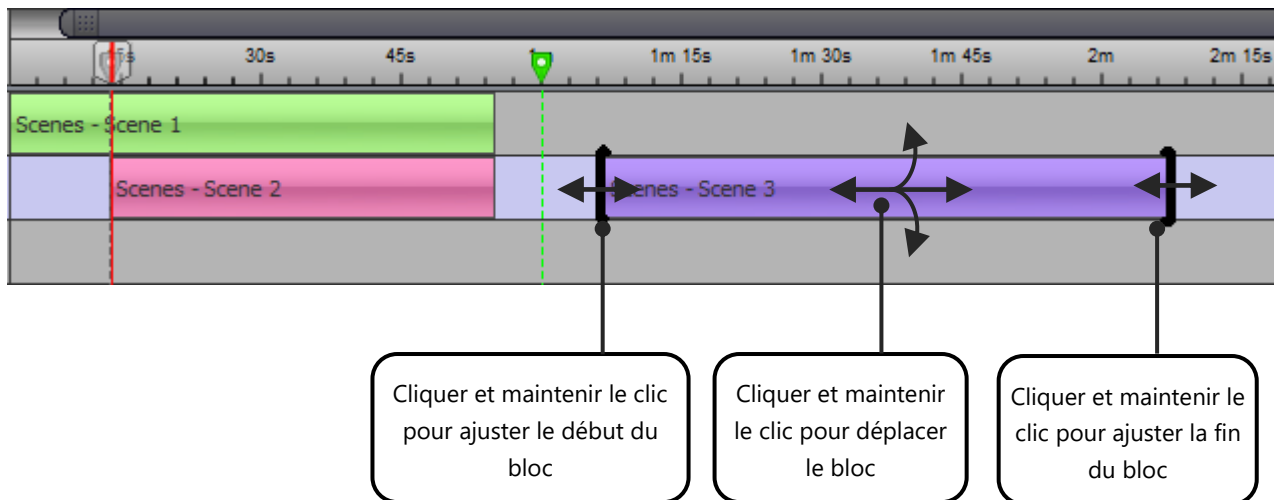 15s 30s 45s 1m 1m 15s 1m 30s 1m 45s 2m 2m 15s
Scenes - Scene 1
Scenes - Scene 2 Scenes - Scene 3
Cliquer et maintenir le clic
pour ajuster le début du
bloc
Cliquer et maintenir
le clic pour déplacer
le bloc
Cliquer et maintenir le
clic pour ajuster la fin
du bloc